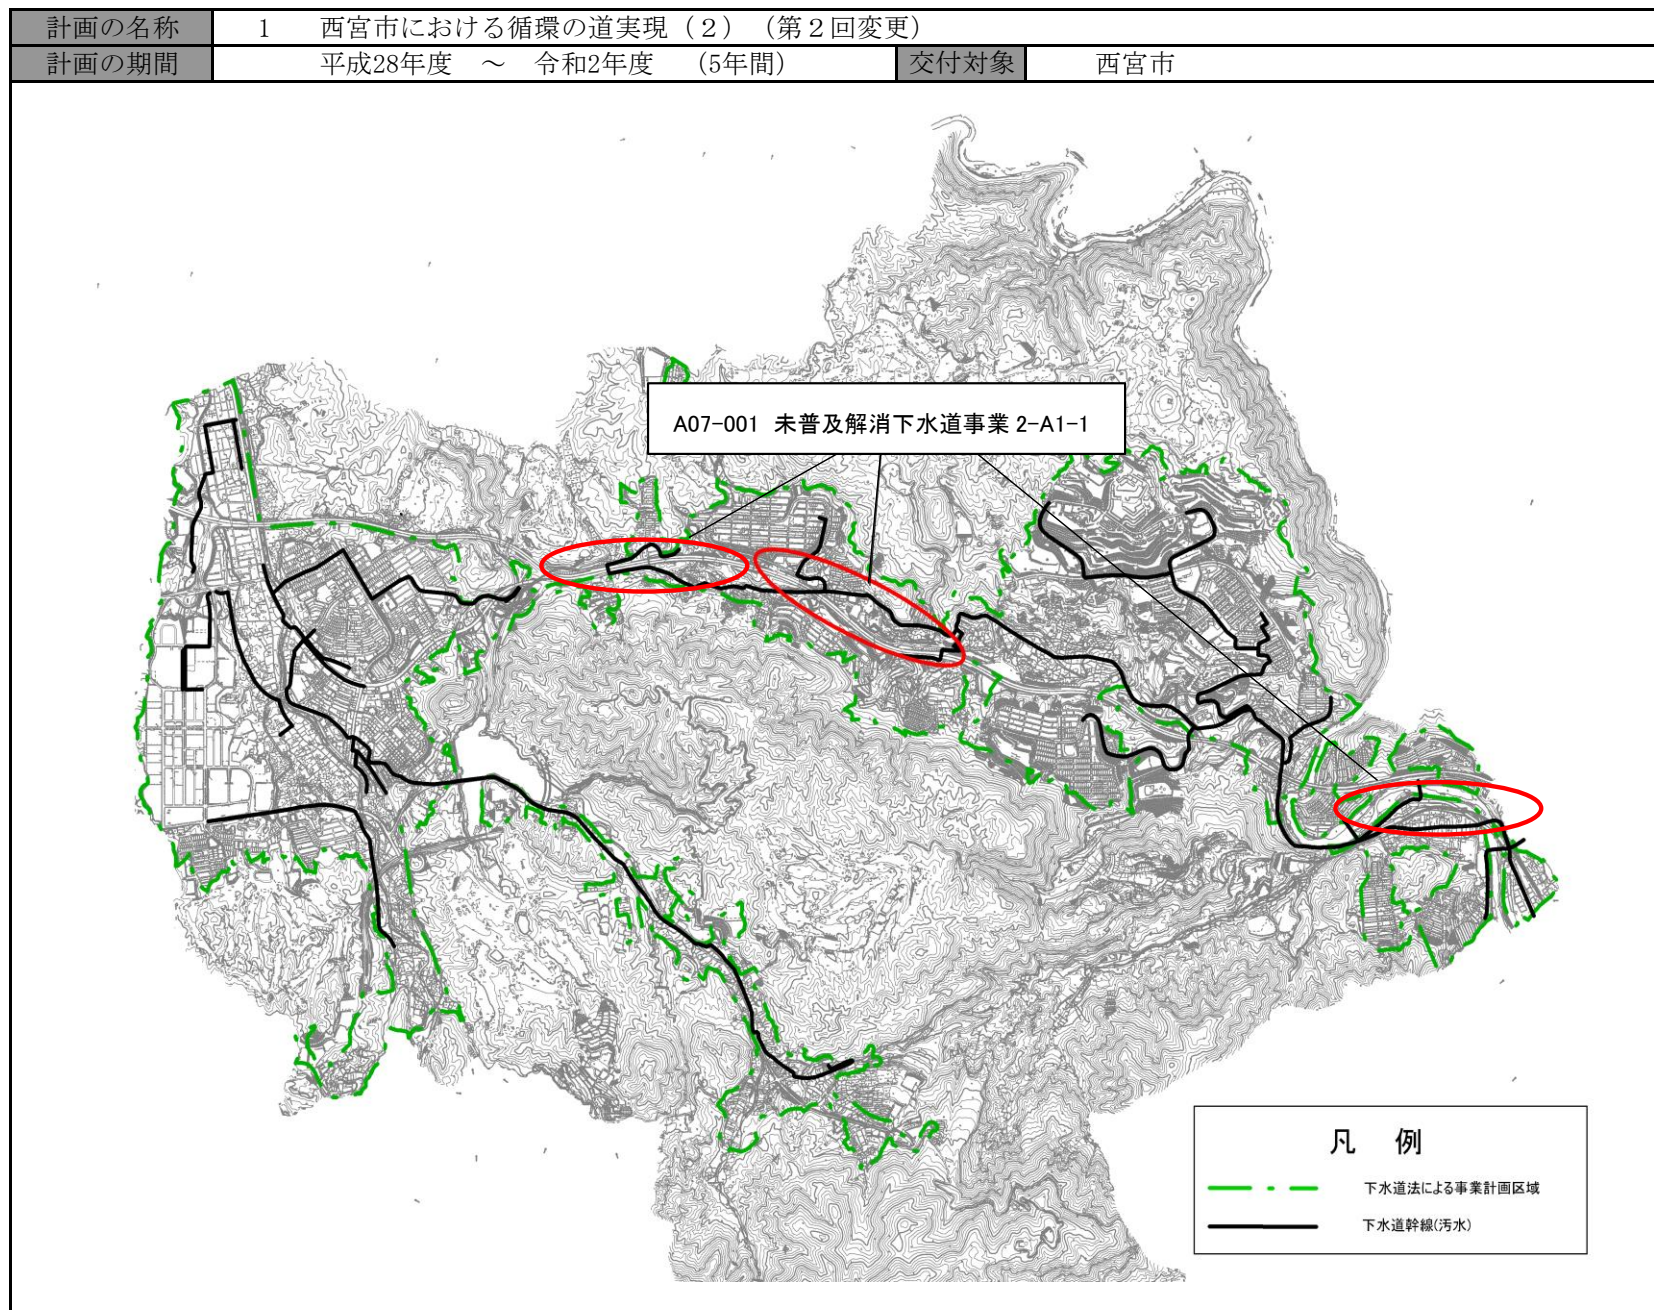 計画の名称 1 西宮市における循環の道実現（２）（第２回変更）
計画の期間 平成28年度 ～ 令和2年度 (5年間) 交付対象 西宮市
A07-001 未普及解消下水道事業 2-A1-1
凡 例
下水道法による事業計画区域
下水道幹線(汚水)